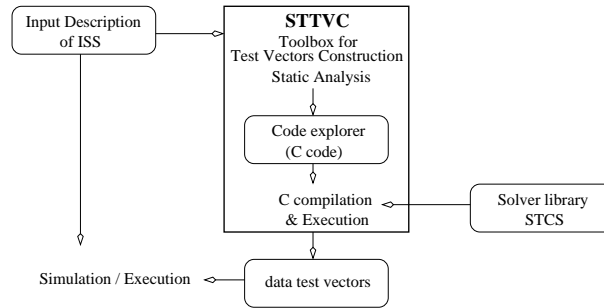 Input Description
of ISS
STTVC
Toolbox for
Test Vectors Construction
Static Analysis
Code explorer
(C code)
C compilation
& Execution
Solver library
STCS
Simulation / Execution
data test vectors